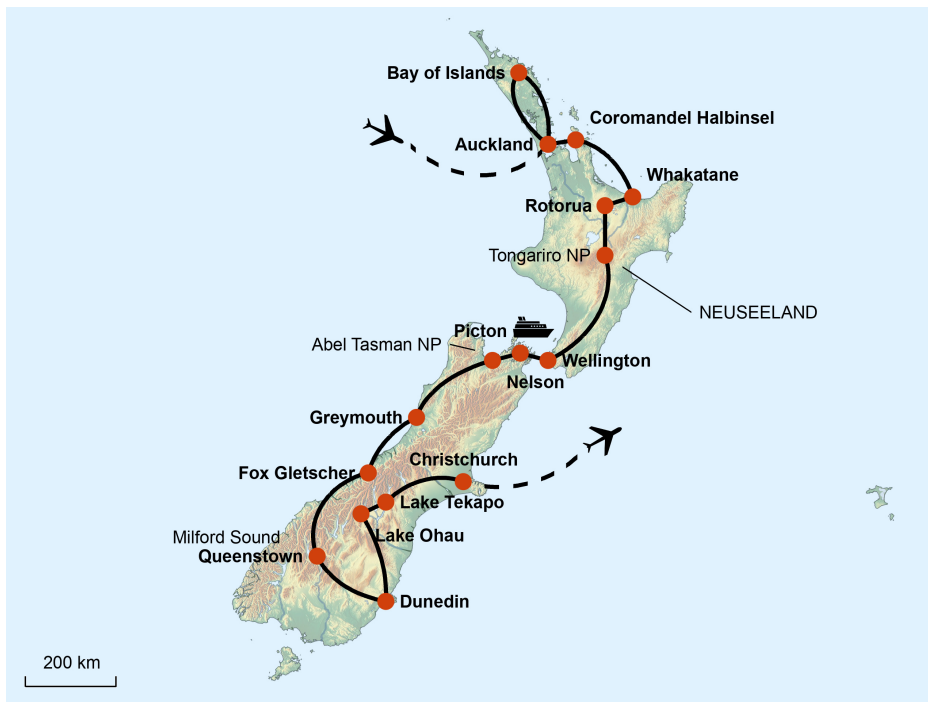 Bay of Islands
Coromandel Halbinsel
Auckland
Whakatane
Rotorua
Tongariro NP
NEUSEELAND
Picton
Abel Tasman NP
Wellington
Nelson
Greymouth
Christchurch
Fox Gletscher
Lake Tekapo
Lake Ohau
Milford Sound
Queenstown
Dunedin
200 km